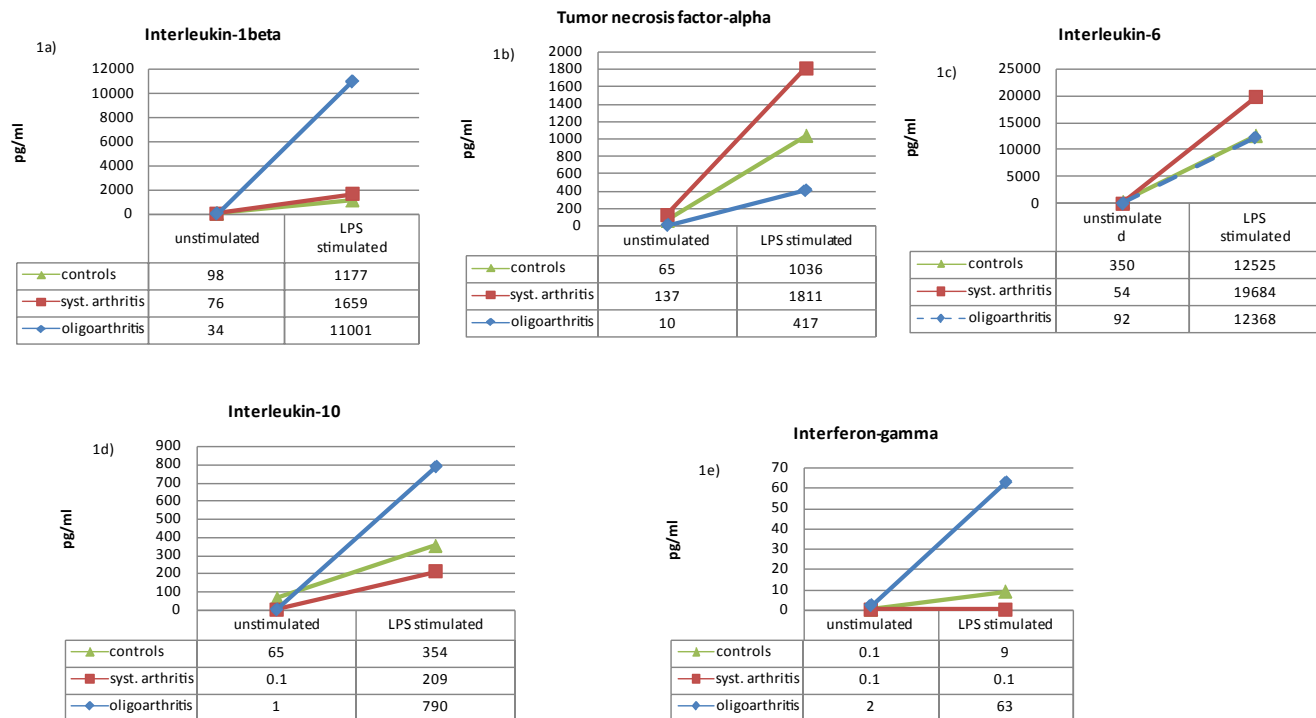 Interleukin-1beta
1a)
12000
10000
8000
6000
4000
2000
0
pg/ml
unstimulated LPS
stimulated
controls 98 1177
syst. arthritis 76 1659
oligoarthritis 34 11001
Tumor necrosis factor-alpha
1b)
2000
1800
1600
1400
1200
1000
800
600
400
200
0
pg/ml
unstimulated LPS stimulated
controls 65 1036
syst. arthritis 137 1811
oligoarthritis 10 417
Interleukin-6
1c)
25000
20000
15000
10000
5000
0
pg/ml
unstimulate
d
LPS
stimulated
controls 350 12525
syst. arthritis 54 19684
oligoarthritis 92 12368
Interleukin-10
1d)
900
800
700
600
500
400
300
200
100
0
pg/ml
unstimulated LPS stimulated
controls 65 354
syst. arthritis 0.1 209
oligoarthritis 1 790
Interferon-gamma
1e)
70
60
50
40
30
20
10
0
pg/ml
unstimulated LPS stimulated
controls 0.1 9
syst. arthritis 0.1 0.1
oligoarthritis 2 63